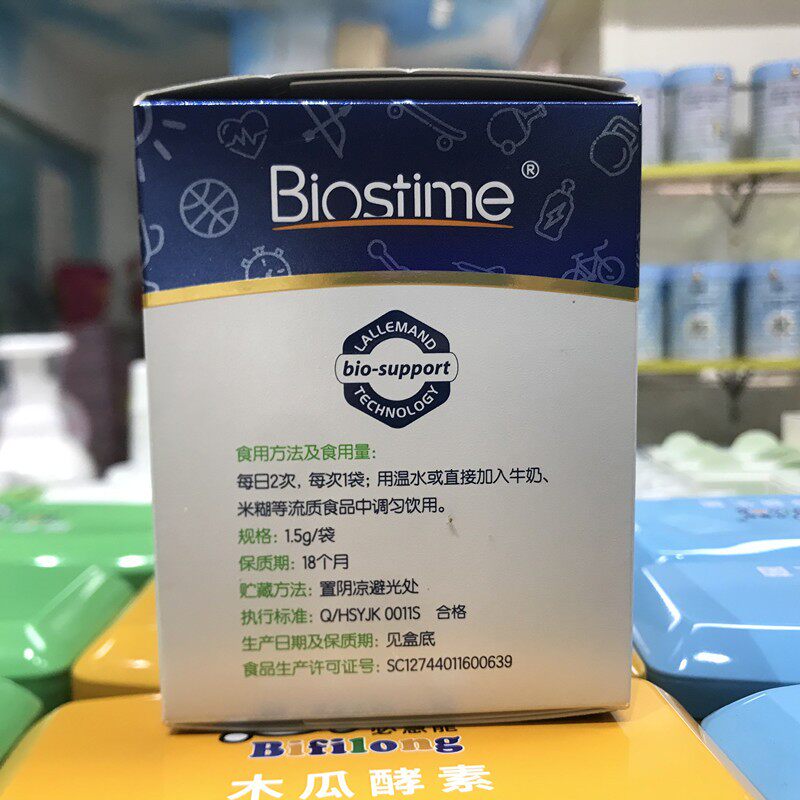 Biostime®
LALLEMAND
bio-support
TECHNOLOGY
食用方法及食用量:
每日2次，每次1袋；用温水或直接加入牛奶、
米糊等流质食品中调匀饮用。
规格: 1.5g/袋
保质期: 18个月
贮藏方法: 置阴凉避光处
执行标准: Q/HSYJK 0011S 合格
生产日期及保质期: 见盒底
食品生产许可证号: SC12744011600639
Bifilong
木瓜酵素